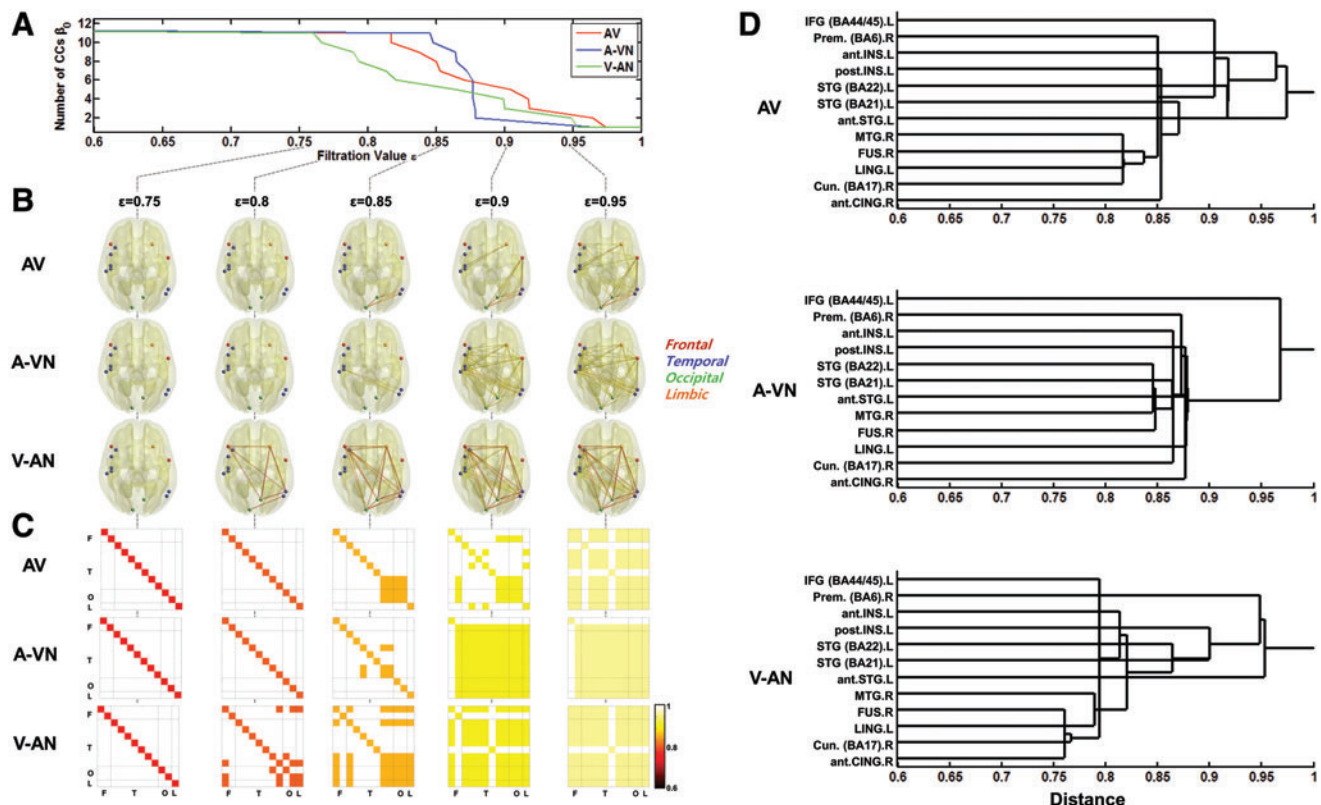 A
Number of CCs β0
12
10
8
6
4
2
AV
A-VN
V-AN
0.6 0.65 0.7 0.75 0.8 0.85 0.9 0.95 1
Filtration Value ε
B
ε=0.75 ε=0.8 ε=0.85 ε=0.9 ε=0.95
AV
A-VN
V-AN
Frontal
Temporal
Occipital
Limbic
C
AV
F
T
O
L
A-VN
F
T
O
L
V-AN
F
T
O
L
F T O L F T O L F T O L F T O L F T O L
1
0.8
0.6
D
AV
IFG (BA44/45).L
Prem. (BA6).R
ant.INS.L
post.INS.L
STG (BA22).L
STG (BA21).L
ant.STG.L
MTG.R
FUS.R
LING.L
Cun. (BA17).R
ant.CING.R
0.6 0.65 0.7 0.75 0.8 0.85 0.9 0.95 1
A-VN
IFG (BA44/45).L
Prem. (BA6).R
ant.INS.L
post.INS.L
STG (BA22).L
STG (BA21).L
ant.STG.L
MTG.R
FUS.R
LING.L
Cun. (BA17).R
ant.CING.R
0.6 0.65 0.7 0.75 0.8 0.85 0.9 0.95 1
V-AN
IFG (BA44/45).L
Prem. (BA6).R
ant.INS.L
post.INS.L
STG (BA22).L
STG (BA21).L
ant.STG.L
MTG.R
FUS.R
LING.L
Cun. (BA17).R
ant.CING.R
0.6 0.65 0.7 0.75 0.8 0.85 0.9 0.95 1
Distance